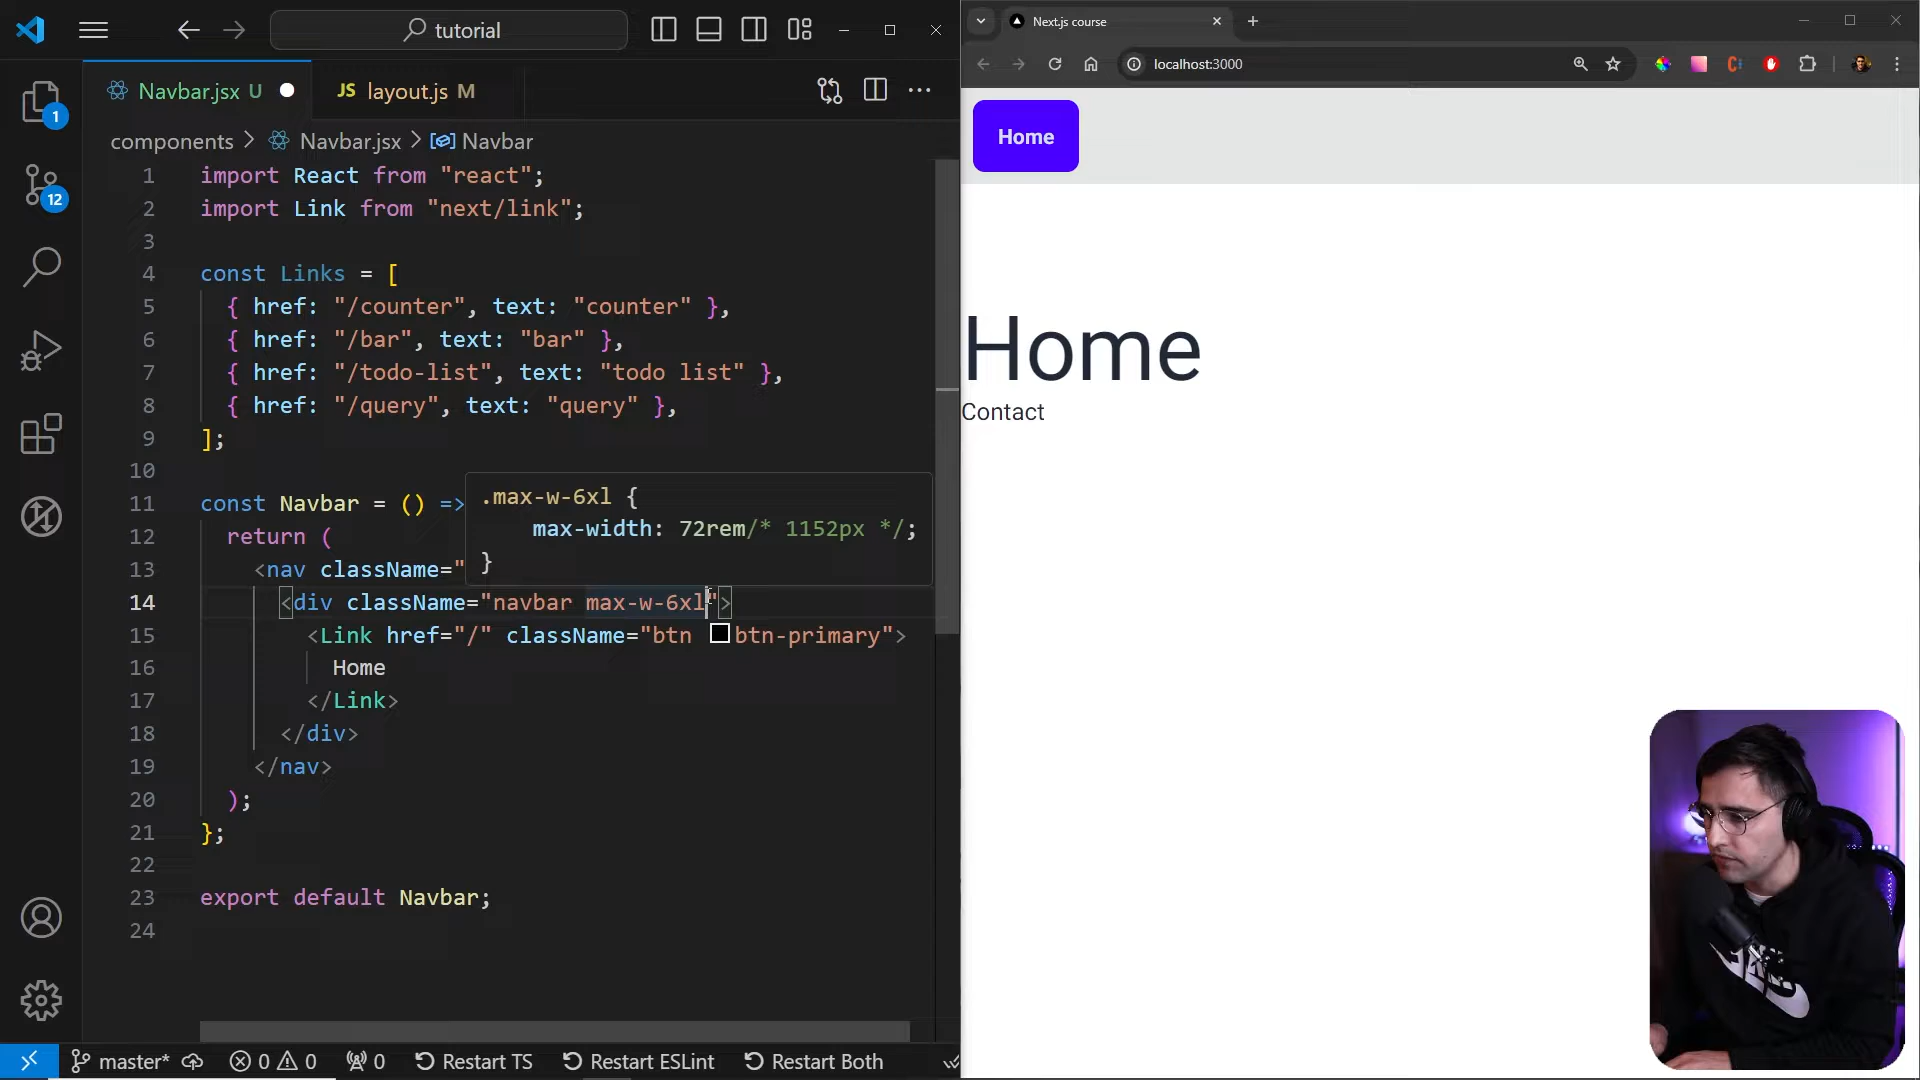 tutorial
Navbar.jsx U
JS layout.js M
components > Navbar.jsx > Navbar
1 import React from "react";
2 import Link from "next/link";
3
4 const Links = [
5 { href: "/counter", text: "counter" },
6 { href: "/bar", text: "bar" },
7 { href: "/todo-list", text: "todo list" },
8 { href: "/query", text: "query" },
9 ];
10
11 const Navbar = () =>
12 return (
13 <nav className="
14 <div className="navbar max-w-6xl">
15 <Link href="/" className="btn btn-primary">
16 Home
17 </Link>
18 </div>
19 </nav>
20 );
21 };
22
23 export default Navbar;
24
.max-w-6xl {
max-width: 72rem/* 1152px */;
}
1
12
master* 0 0 0 Restart TS Restart ESLint Restart Both
Next.js course
localhost:3000
Home
Home
Contact